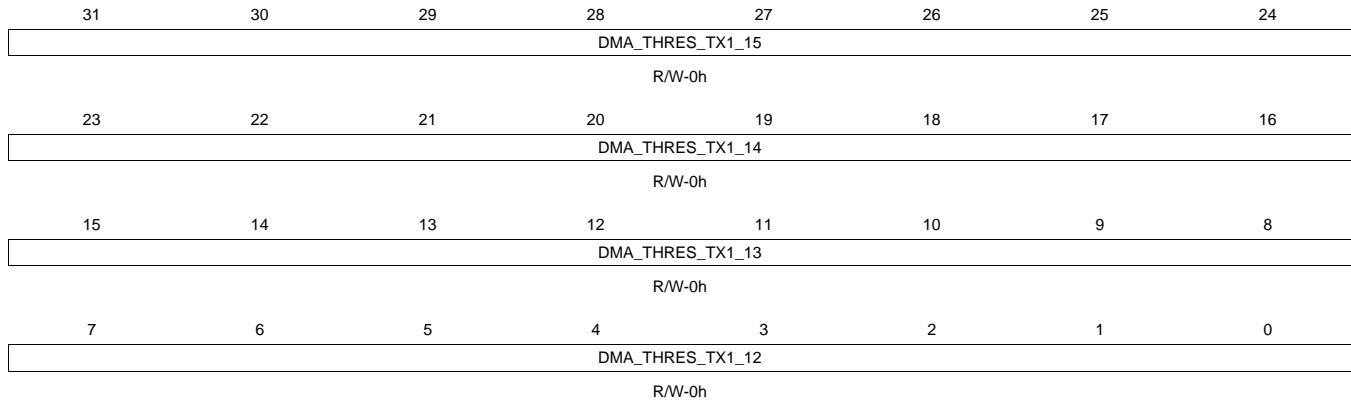 31 30 29 28 27 26 25 24
DMA_THRES_TX1_15
R/W-0h
23 22 21 20 19 18 17 16
DMA_THRES_TX1_14
R/W-0h
15 14 13 12 11 10 9 8
DMA_THRES_TX1_13
R/W-0h
7 6 5 4 3 2 1 0
DMA_THRES_TX1_12
R/W-0h